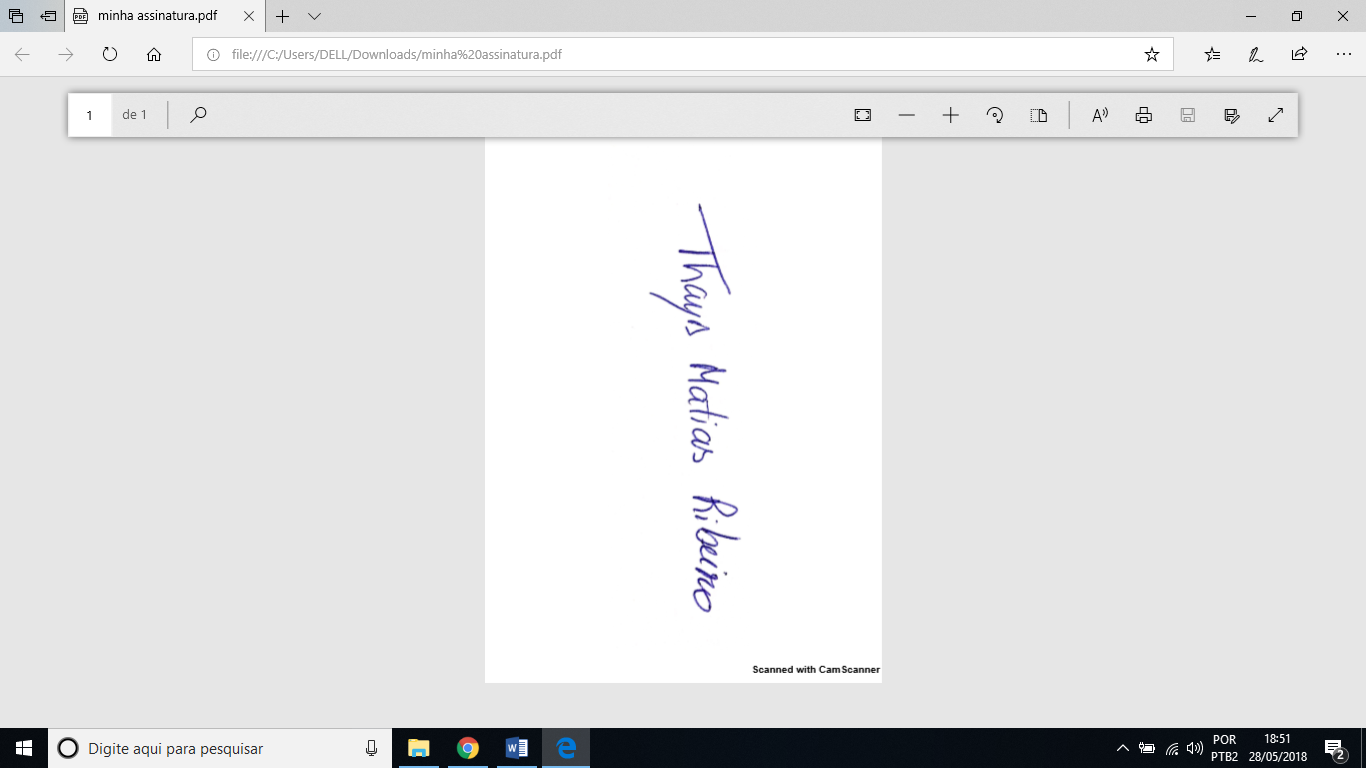 minha assinatura.pdf
file:///C:/Users/DELL/Downloads/minha%20assinatura.pdf
1 de 1
Thays Matias Ribeiro
Scanned with CamScanner
Digite aqui para pesquisar
POR
PTB2
18:51
28/05/2018
2